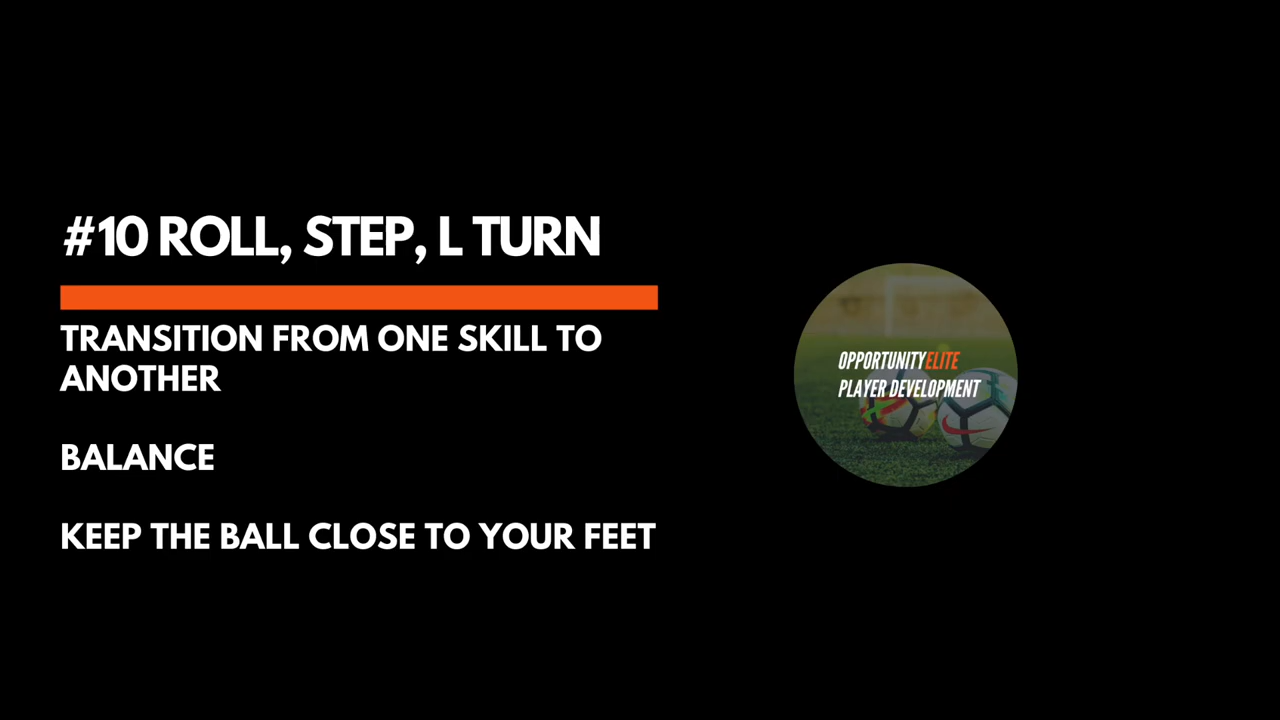 #10 ROLL, STEP, L TURN
TRANSITION FROM ONE SKILL TO
ANOTHER
BALANCE
KEEP THE BALL CLOSE TO YOUR FEET
OPPORTUNITYELITE
PLAYER DEVELOPMENT